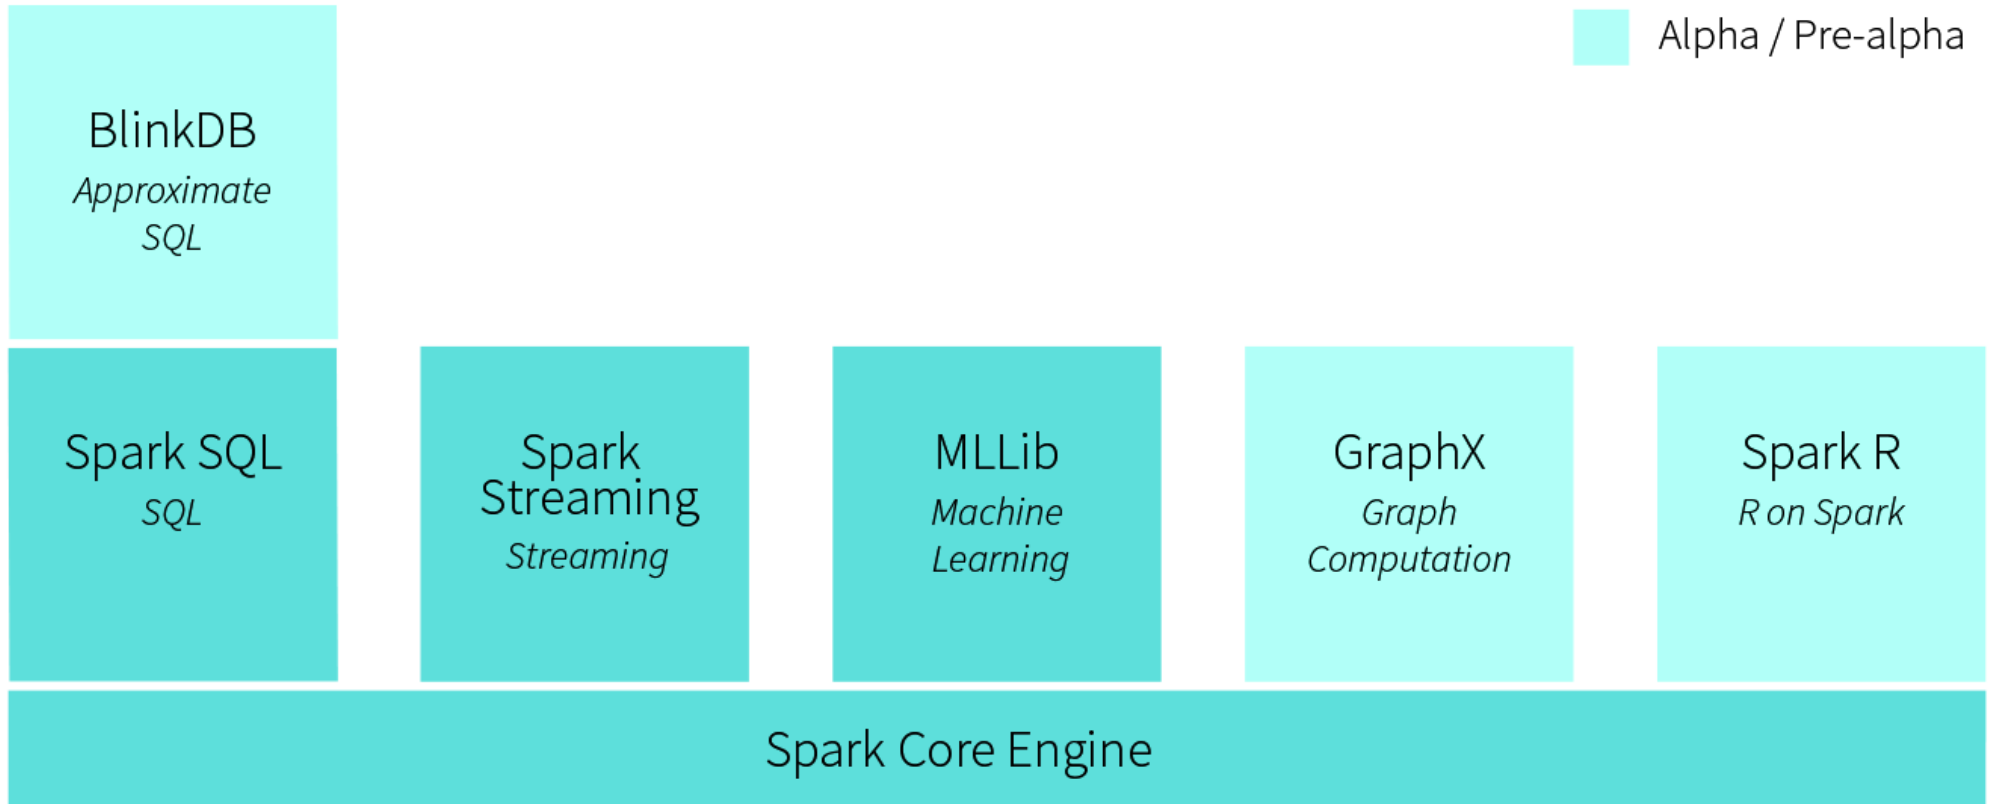 Alpha / Pre-alpha
BlinkDB
Approximate
SQL
Spark SQL
SQL
Spark
Streaming
Streaming
MLLib
Machine
Learning
GraphX
Graph
Computation
Spark R
R on Spark
Spark Core Engine